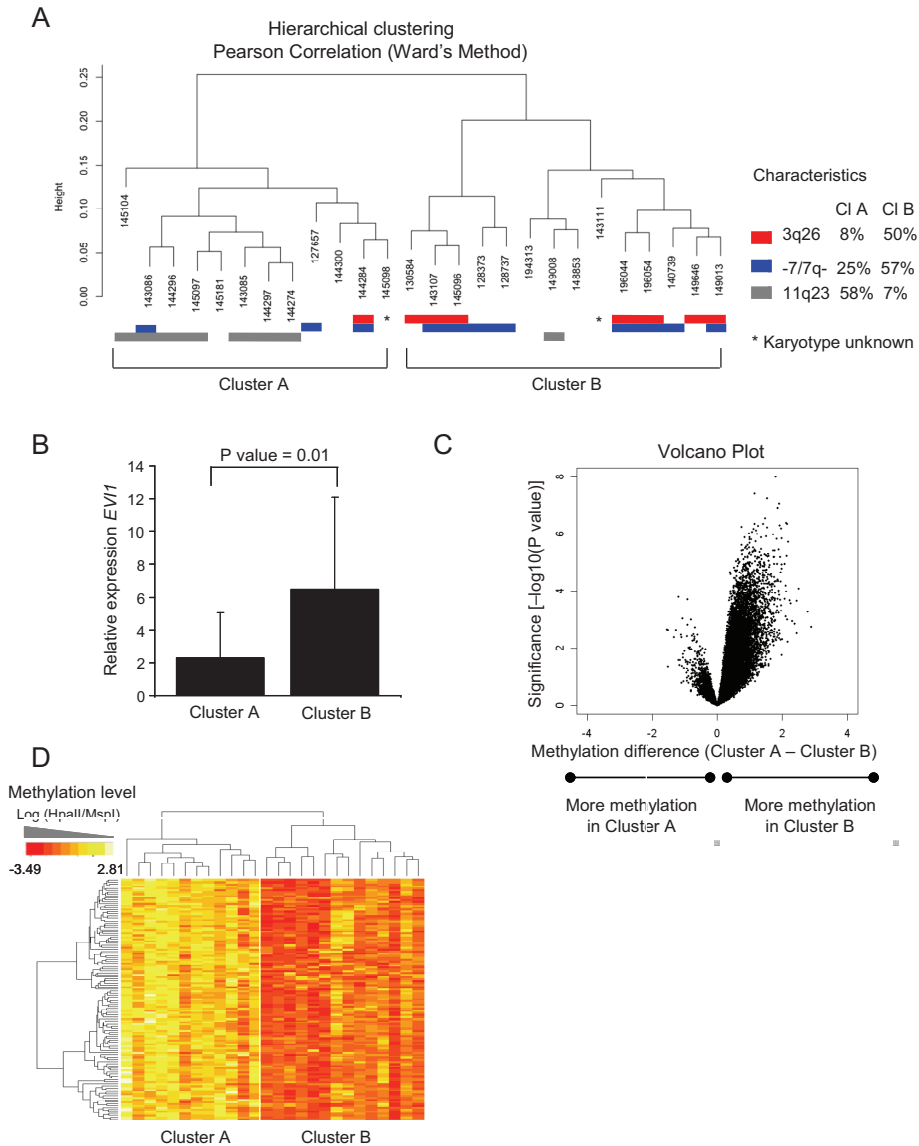 A
Hierarchical clustering
Pearson Correlation (Ward's Method)
Height
0.25
0.20
0.15
0.10
0.05
0.00
145104
143086
144296
145097
145181
143085
144297
144274
127657
144300
144284
145098
130584
143107
145096
128373
128737
194313
149008
143853
143111
196044
196054
140739
149646
149013
*
*
Cluster A
Cluster B
Characteristics
Cl A Cl B
3q26 8% 50%
-7/7q- 25% 57%
11q23 58% 7%
* Karyotype unknown
B
P value = 0.01
Relative expression EVI1
14
12
10
8
6
4
2
0
Cluster A
Cluster B
C
Volcano Plot
Significance [–log10(P value)]
8
6
4
2
0
-4 -2 0 2 4
Methylation difference (Cluster A – Cluster B)
More methylation
in Cluster A
More methylation
in Cluster B
D
Methylation level
Log (HpaII/MspI)
-3.49 2.81
Cluster A
Cluster B